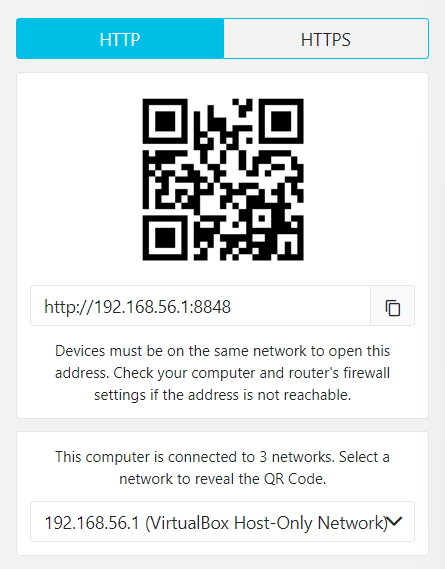 HTTP
HTTPS
http://192.168.56.1:8848
Devices must be on the same network to open this
address. Check your computer and router's firewall
settings if the address is not reachable.
This computer is connected to 3 networks. Select a
network to reveal the QR Code.
192.168.56.1 (VirtualBox Host-Only Network)